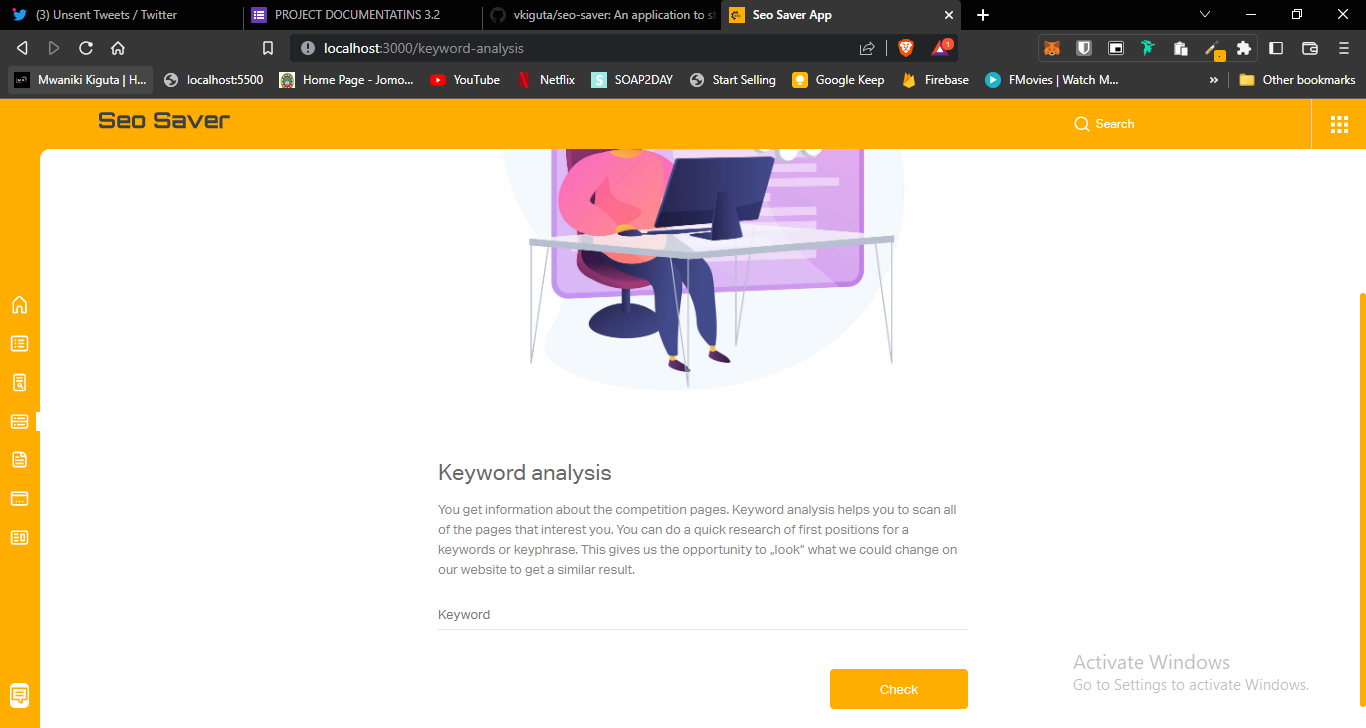 (3) Unsent Tweets / Twitter
PROJECT DOCUMENTATINS 3.2
vkiguta/seo-saver: An application to st
Seo Saver App
localhost:3000/keyword-analysis
1
Mwaniki Kiguta | H...
localhost:5500
Home Page - Jomo...
YouTube
Netflix
S
SOAP2DAY
Start Selling
Google Keep
Firebase
FMovies | Watch M...
»
Other bookmarks
Seo Saver
Search
Keyword analysis
You get information about the competition pages. Keyword analysis helps you to scan all
of the pages that interest you. You can do a quick research of first positions for a
keywords or keyphrase. This gives us the opportunity to „look” what we could change on
our website to get a similar result.
Keyword
Check
Activate Windows
Go to Settings to activate Windows.